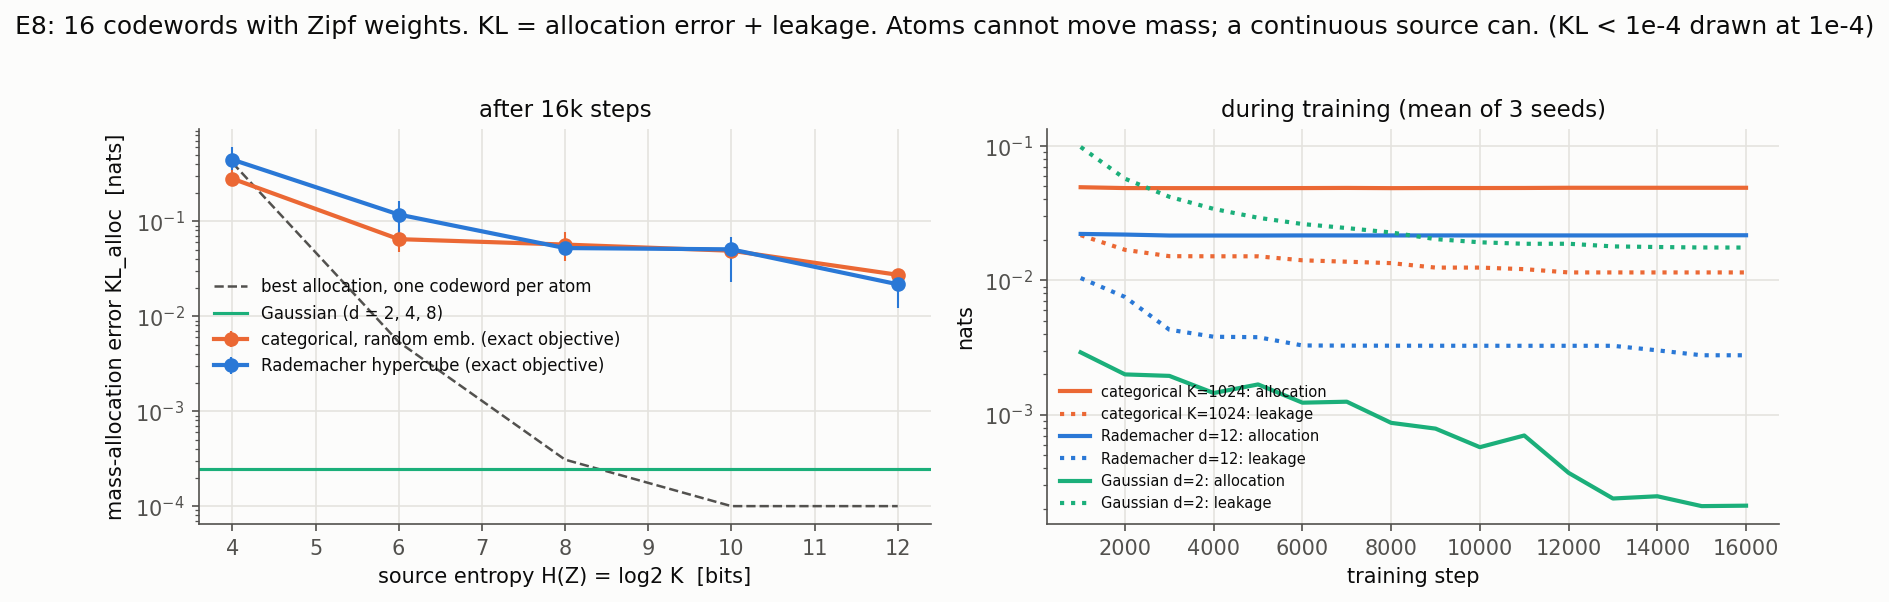 E8: 16 codewords with Zipf weights. KL = allocation error + leakage. Atoms cannot move mass; a continuous source can. (KL < 1e-4 drawn at 1e-4)
after 16k steps
mass-allocation error KL_alloc  [nats]
10⁻¹
10⁻²
10⁻³
10⁻⁴
best allocation, one codeword per atom
Gaussian (d = 2, 4, 8)
categorical, random emb. (exact objective)
Rademacher hypercube (exact objective)
4 5 6 7 8 9 10 11 12
source entropy H(Z) = log2 K  [bits]
during training (mean of 3 seeds)
nats
10⁻¹
10⁻²
10⁻³
categorical K=1024: allocation
categorical K=1024: leakage
Rademacher d=12: allocation
Rademacher d=12: leakage
Gaussian d=2: allocation
Gaussian d=2: leakage
2000 4000 6000 8000 10000 12000 14000 16000
training step